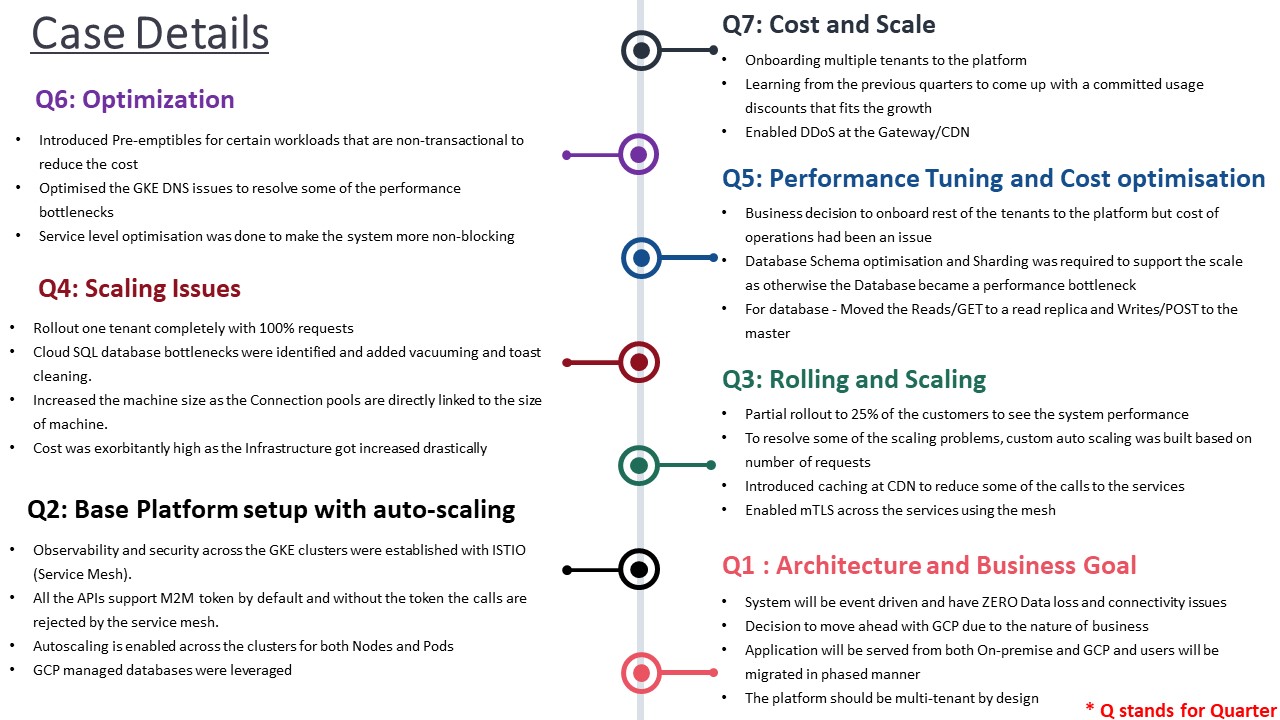 Case Details
Q6: Optimization
• Introduced Pre-emptibles for certain workloads that are non-transactional to
reduce the cost
• Optimised the GKE DNS issues to resolve some of the performance
bottlenecks
• Service level optimisation was done to make the system more non-blocking
Q4: Scaling Issues
• Rollout one tenant completely with 100% requests
• Cloud SQL database bottlenecks were identified and added vacuuming and toast
cleaning.
• Increased the machine size as the Connection pools are directly linked to the size
of machine.
• Cost was exorbitantly high as the Infrastructure got increased drastically
Q2: Base Platform setup with auto-scaling
• Observability and security across the GKE clusters were established with ISTIO
(Service Mesh).
• All the APIs support M2M token by default and without the token the calls are
rejected by the service mesh.
• Autoscaling is enabled across the clusters for both Nodes and Pods
• GCP managed databases were leveraged
Q7: Cost and Scale
• Onboarding multiple tenants to the platform
• Learning from the previous quarters to come up with a committed usage
discounts that fits the growth
• Enabled DDoS at the Gateway/CDN
Q5: Performance Tuning and Cost optimisation
• Business decision to onboard rest of the tenants to the platform but cost of
operations had been an issue
• Database Schema optimisation and Sharding was required to support the scale
as otherwise the Database became a performance bottleneck
• For database - Moved the Reads/GET to a read replica and Writes/POST to the
master
Q3: Rolling and Scaling
• Partial rollout to 25% of the customers to see the system performance
• To resolve some of the scaling problems, custom auto scaling was built based on
number of requests
• Introduced caching at CDN to reduce some of the calls to the services
• Enabled mTLS across the services using the mesh
Q1 : Architecture and Business Goal
• System will be event driven and have ZERO Data loss and connectivity issues
• Decision to move ahead with GCP due to the nature of business
• Application will be served from both On-premise and GCP and users will be
migrated in phased manner
• The platform should be multi-tenant by design
* Q stands for Quarter